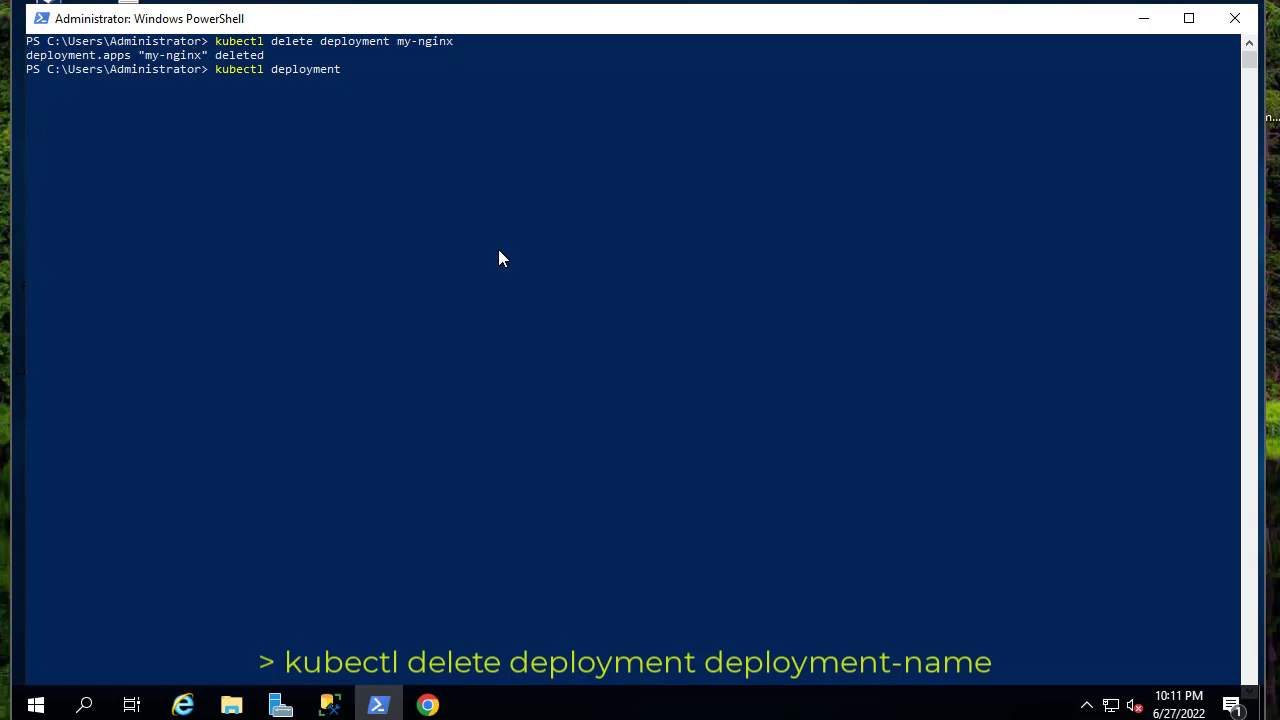 Administrator: Windows PowerShell
PS C:\Users\Administrator> kubectl delete deployment my-nginx
deployment.apps "my-nginx" deleted
PS C:\Users\Administrator> kubectl deployment
n...
> kubectl delete deployment deployment-name
10:11 PM
6/27/2022
1